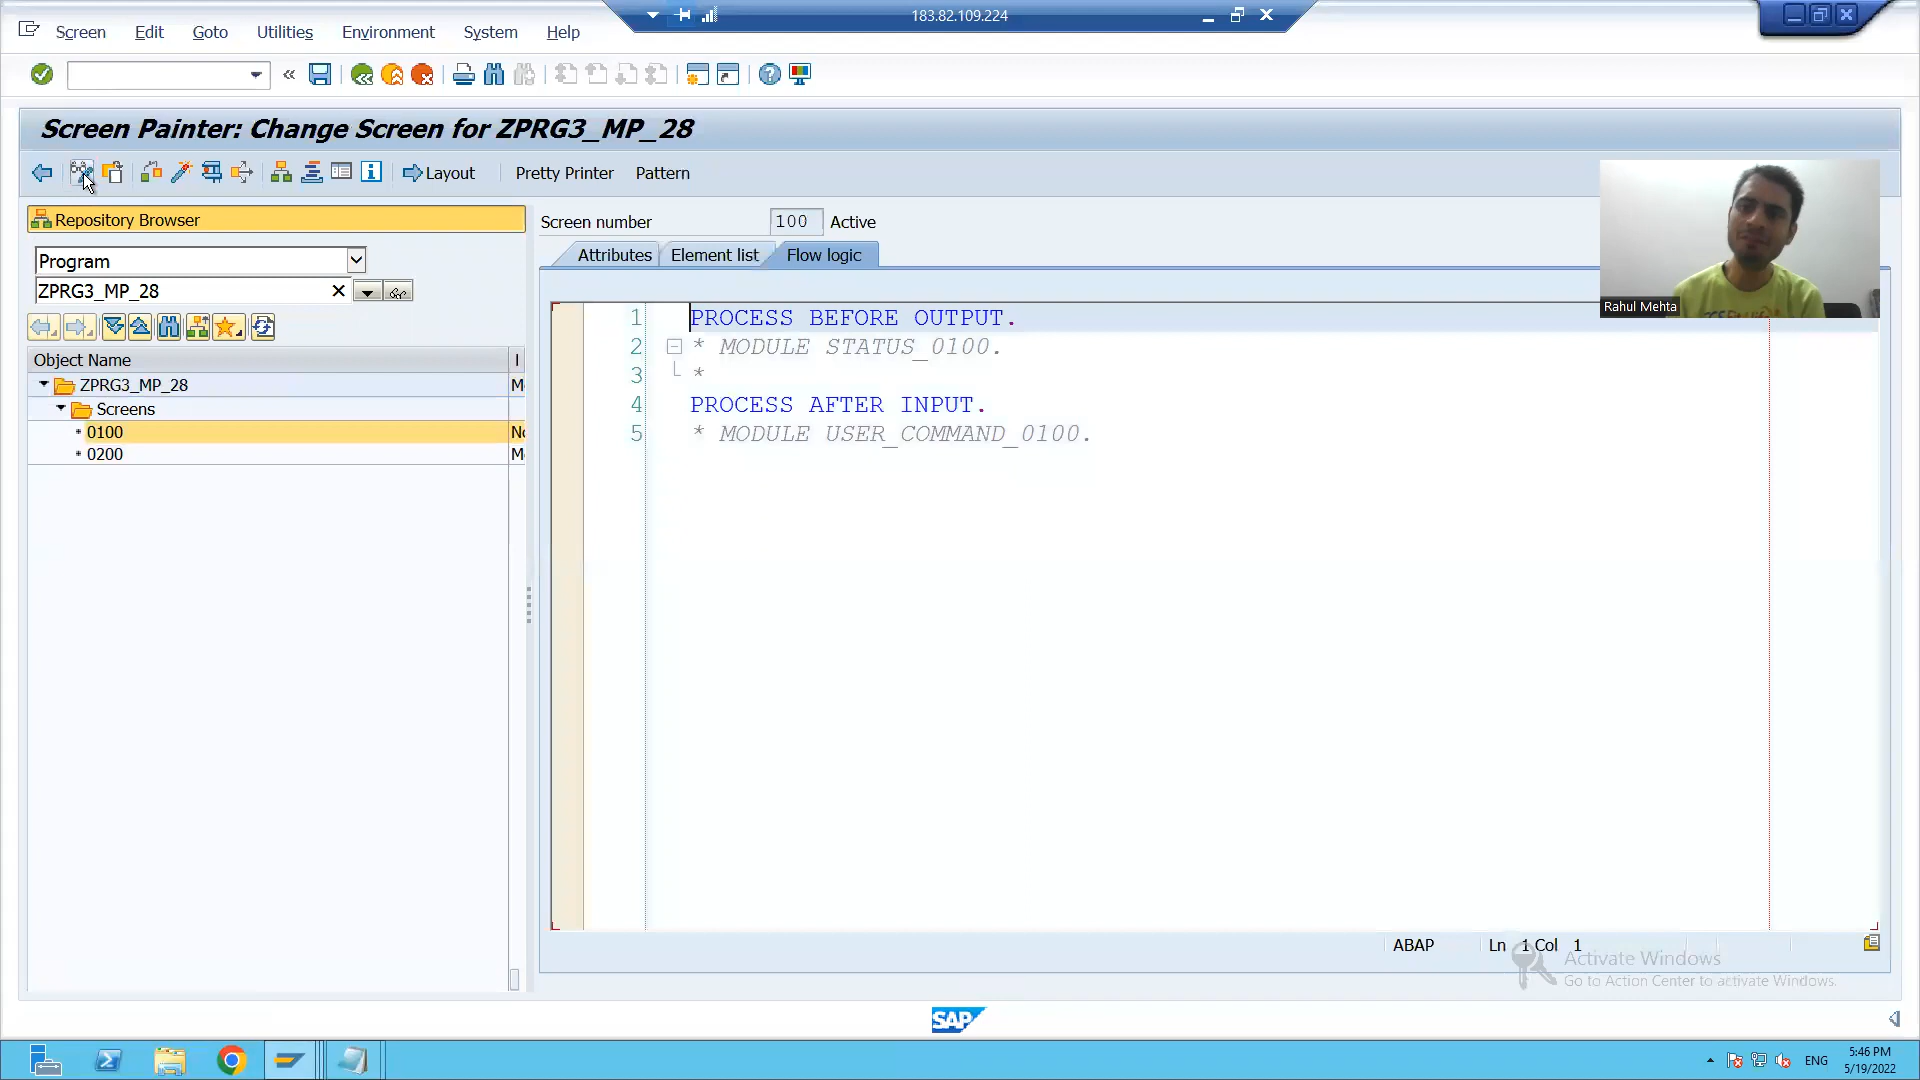 183.82.109.224
Screen Edit Goto Utilities Environment System Help
Screen Painter: Change Screen for ZPRG3_MP_28
Layout Pretty Printer Pattern
Repository Browser
Program
ZPRG3_MP_28
Object Name
ZPRG3_MP_28
Screens
0100
0200
Screen number 100 Active
Attributes Element list Flow logic
1 PROCESS BEFORE OUTPUT.
2 * MODULE STATUS_0100.
3 *
4 PROCESS AFTER INPUT.
5 * MODULE USER_COMMAND_0100.
Rahul Mehta
ABAP Ln 1 Col 1
Activate Windows
Go to Action Center to activate Windows.
SAP
ENG
5:46 PM
5/19/2022